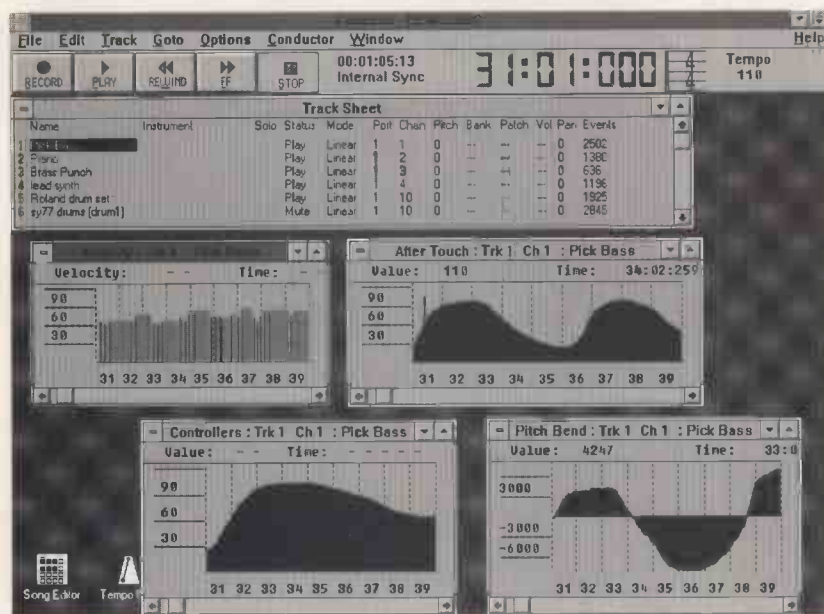 File Edit Track Goto Options Conductor Window Help
RECORD PLAY REWIND FF STOP
00:01:05:13
Internal Sync
31:01:000
Tempo
110
Track Sheet
Name Instrument Solo Status Mode Port Chan Pitch Bank Patch Vol Pan Events
1 Play Linear 1 1 0 -- -- -- 0 2502
2 Piano Play Linear 1 2 0 -- -- -- 0 1380
3 Brass Punch Play Linear 1 3 0 -- -- -- 0 636
4 lead synth Play Linear 1 4 0 -- -- 0 1196
5 Roland drum set Play Linear 1 10 0 -- -- 0 1925
6 sy77 drums (drum1) Mute Linear 1 10 0 -- -- 0 2845
Velocity: -- Time: -
90
60
30
31 32 33 34 35 36 37 38 39
After Touch : Trk 1 Ch 1 : Pick Bass
Value: 110 Time: 34:02:259
90
60
30
31 32 33 34 35 36 37 38 39
Controllers : Trk 1 Ch 1 : Pick Bass
Value: -- Time: -----
90
60
30
31 32 33 34 35 36 37 38 39
Pitch Bend : Trk 1 Ch 1 : Pick Bass
Value: 4247 Time: 33:0
3000
-3000
-6000
31 32 33 34 35 36 37 38 39
Song Editor
Tempo